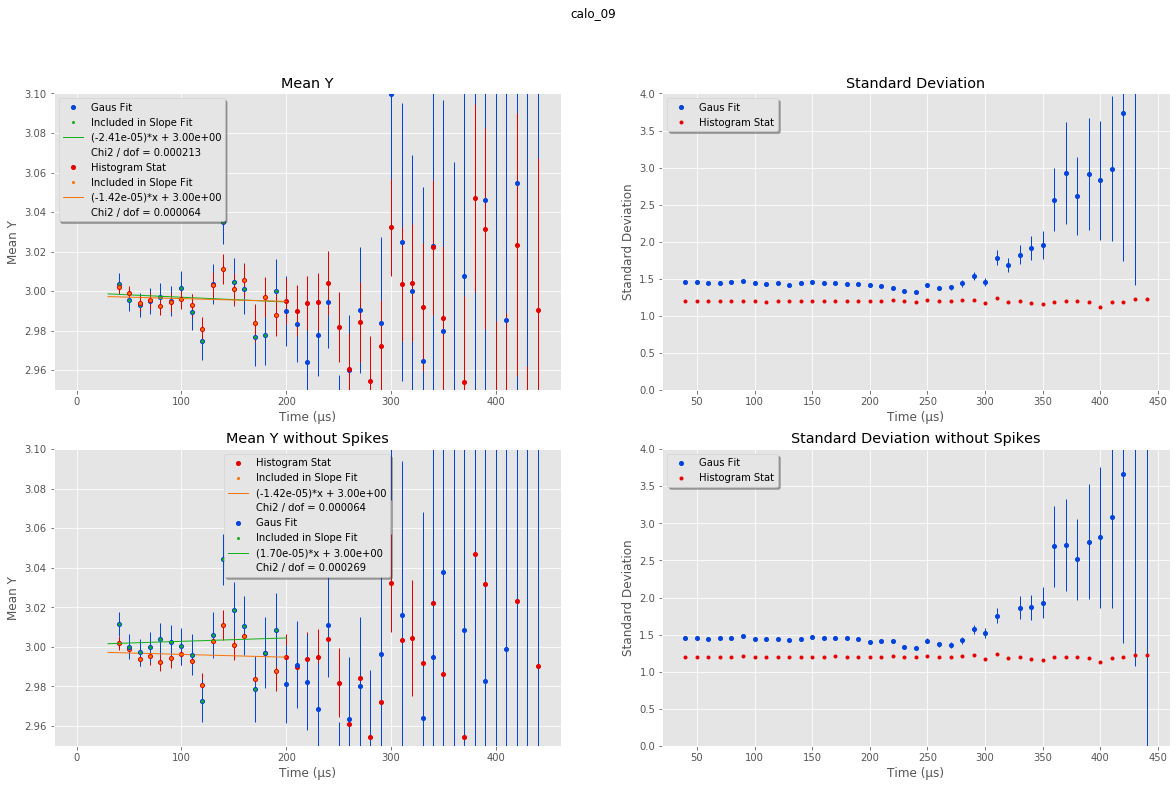 calo_09
Mean Y
Gaus Fit
Included in Slope Fit
(-2.41e-05)*x + 3.00e+00
Chi2 / dof = 0.000213
Histogram Stat
Included in Slope Fit
(-1.42e-05)*x + 3.00e+00
Chi2 / dof = 0.000064
3.10
3.08
3.06
3.04
3.02
3.00
2.98
2.96
Mean Y
0 100 200 300 400
Time (µs)
Standard Deviation
Gaus Fit
Histogram Stat
4.0
3.5
3.0
2.5
2.0
1.5
1.0
0.5
0.0
Standard Deviation
50 100 150 200 250 300 350 400 450
Time (µs)
Mean Y without Spikes
Histogram Stat
Included in Slope Fit
(-1.42e-05)*x + 3.00e+00
Chi2 / dof = 0.000064
Gaus Fit
Included in Slope Fit
(1.70e-05)*x + 3.00e+00
Chi2 / dof = 0.000269
3.10
3.08
3.06
3.04
3.02
3.00
2.98
2.96
Mean Y
0 100 200 300 400
Time (µs)
Standard Deviation without Spikes
Gaus Fit
Histogram Stat
4.0
3.5
3.0
2.5
2.0
1.5
1.0
0.5
0.0
Standard Deviation
50 100 150 200 250 300 350 400 450
Time (µs)